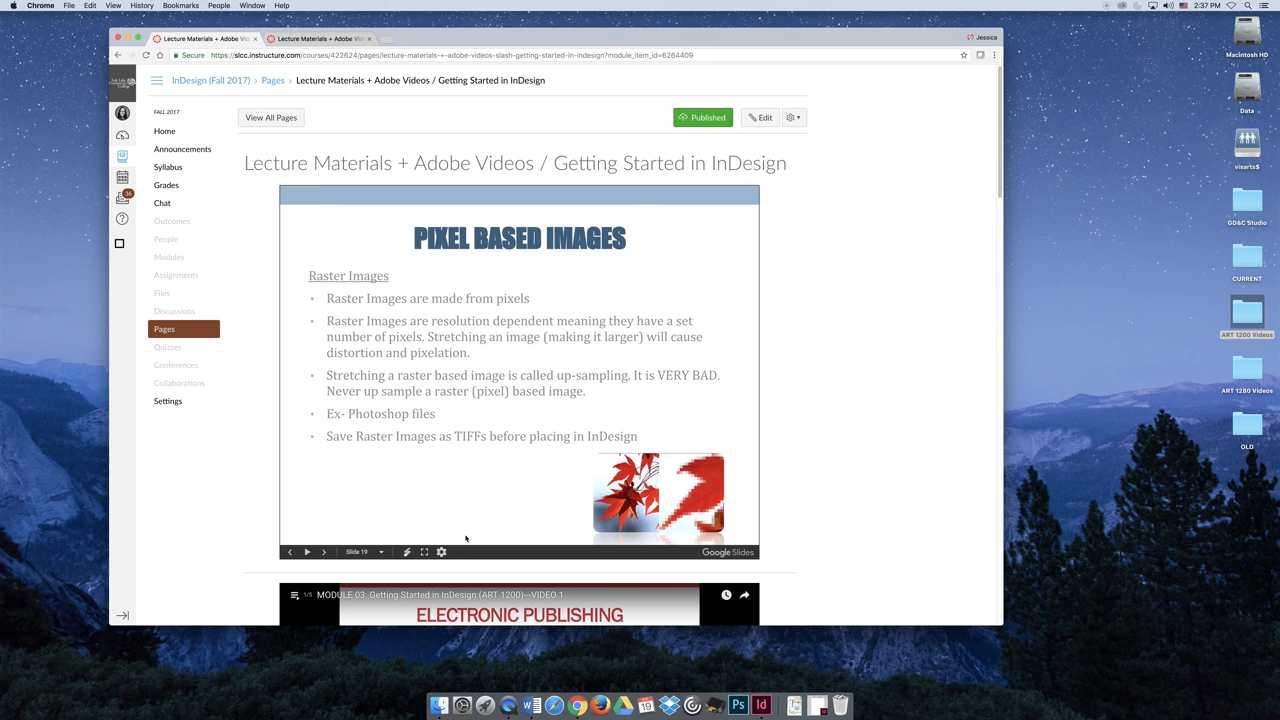 Chrome File Edit View History Bookmarks People Window Help
2:37 PM
Macintosh HD
Data
visarts$
GD&C Studio
CURRENT
ART 1200 Videos
ART 1280 Videos
OLD
Lecture Materials + Adobe Vid Lecture Materials + Adobe Vid Jessica
Secure https://slcc.instructure.com/courses/422624/pages/lecture-materials-+-adobe-videos-slash-getting-started-in-indesign?module_item_id=6264409
InDesign (Fall 2017) › Pages › Lecture Materials + Adobe Videos / Getting Started in InDesign
FALL 2017
Home
Announcements
Syllabus
Grades
Chat
Outcomes
People
Modules
Assignments
Files
Discussions
Pages
Quizzes
Conferences
Collaborations
Settings
36
View All Pages Published Edit
Lecture Materials + Adobe Videos / Getting Started in InDesign
PIXEL BASED IMAGES
Raster Images
• Raster Images are made from pixels
• Raster Images are resolution dependent meaning they have a set
number of pixels. Stretching an image (making it larger) will cause
distortion and pixelation.
• Stretching a raster based image is called up-sampling. It is VERY BAD.
Never up sample a raster (pixel) based image.
• Ex- Photoshop files
• Save Raster Images as TIFFs before placing in InDesign
Slide 19 Google Slides
1/5 MODULE 03: Getting Started in InDesign (ART 1200)---VIDEO 1
ELECTRONIC PUBLISHING
19
Ps Id